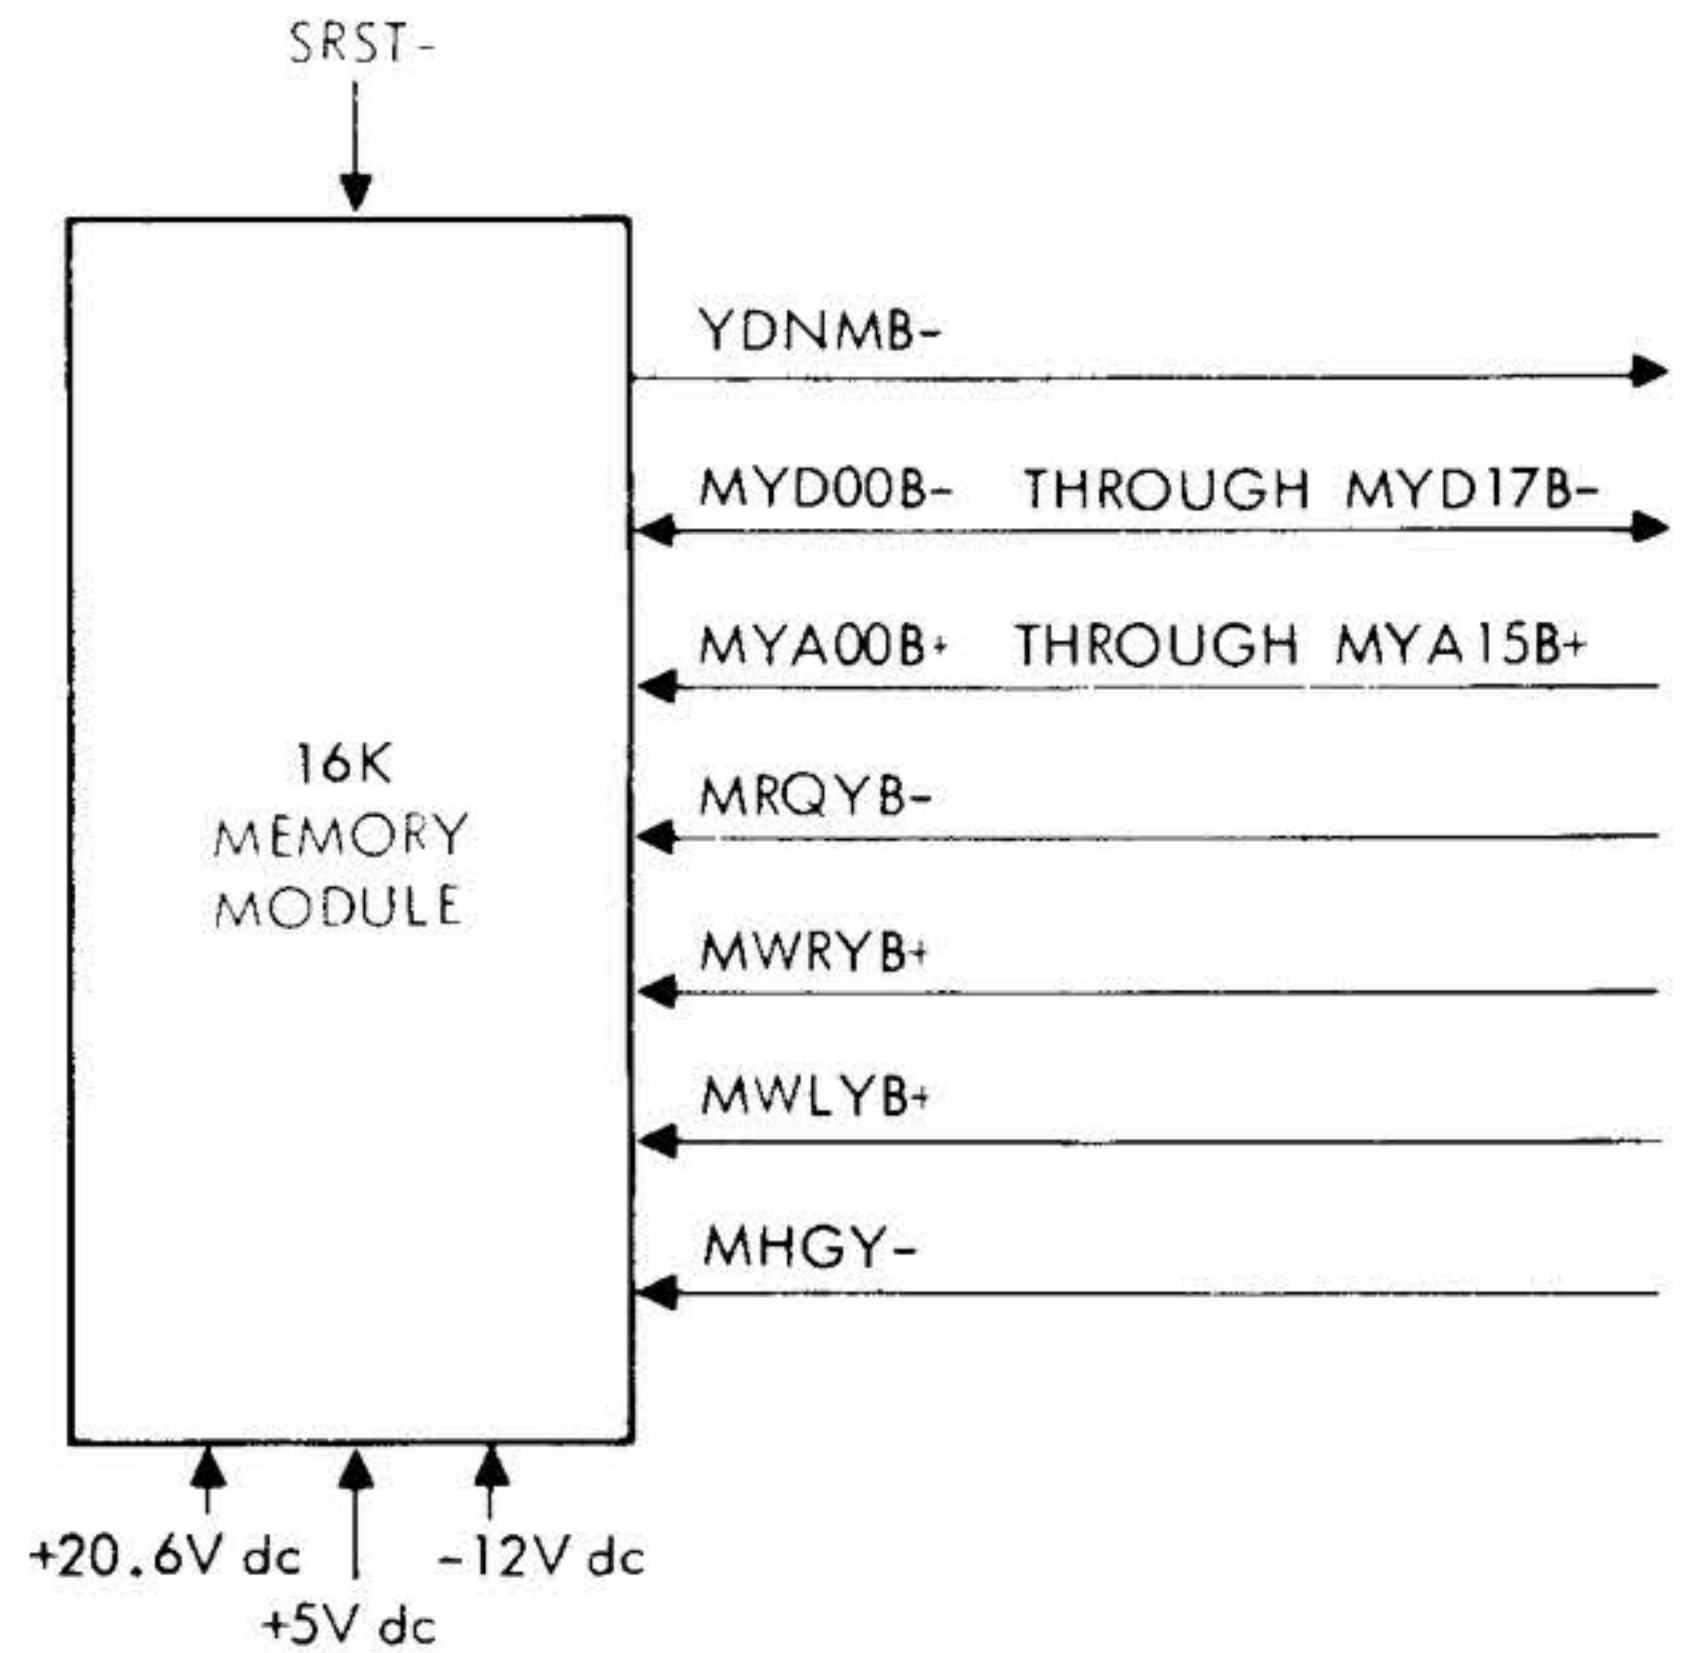 SRST-
YDNMB-
MYD00B- THROUGH MYD17B-
MYA00B+ THROUGH MYA15B+
16K
MEMORY
MODULE
MRQYB-
MWRYB+
MWLYB+
MHGY-
+20.6V dc
-12V dc
+5V dc